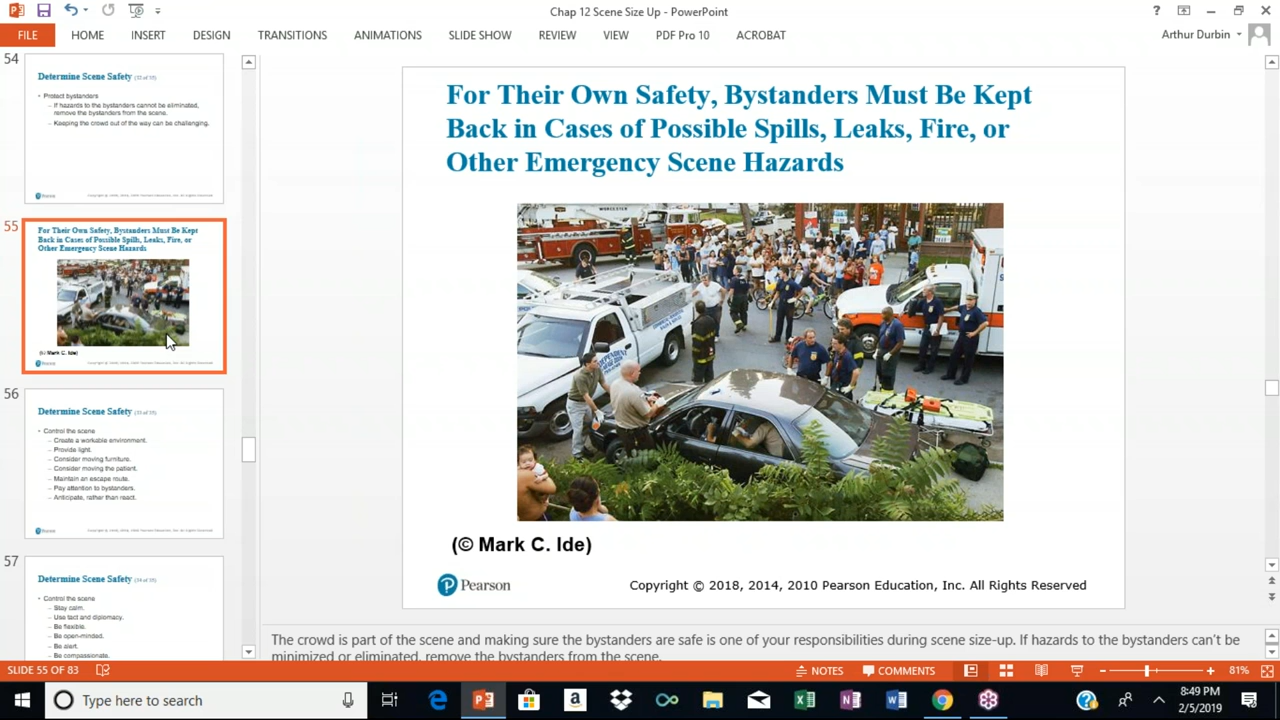 Chap 12 Scene Size Up - PowerPoint
?
FILE HOME INSERT DESIGN TRANSITIONS ANIMATIONS SLIDE SHOW REVIEW VIEW PDF Pro 10 ACROBAT
Arthur Durbin
54
Determine Scene Safety
• Protect bystanders
– If hazards to the bystanders cannot be eliminated,
remove the bystanders from the scene.
– Keeping the crowd out of the way can be challenging.
Pearson
55
For Their Own Safety, Bystanders Must Be Kept
Back in Cases of Possible Spills, Leaks, Fire, or
Other Emergency Scene Hazards
(© Mark C. Ide)
Pearson
56
Determine Scene Safety
• Control the scene
– Create a workable environment.
– Provide light.
– Consider moving furniture.
– Consider moving the patient.
– Maintain an escape route.
– Pay attention to bystanders.
– Anticipate, rather than react.
Pearson
57
Determine Scene Safety
• Control the scene
– Stay calm.
– Use tact and diplomacy.
– Be flexible.
– Be open-minded.
– Be alert.
– Be compassionate.
For Their Own Safety, Bystanders Must Be Kept
Back in Cases of Possible Spills, Leaks, Fire, or
Other Emergency Scene Hazards
WORCESTER
(© Mark C. Ide)
Pearson
Copyright © 2018, 2014, 2010 Pearson Education, Inc. All Rights Reserved
The crowd is part of the scene and making sure the bystanders are safe is one of your responsibilities during scene size-up. If hazards to the bystanders can't be
minimized or eliminated, remove the bystanders from the scene.
SLIDE 55 OF 83
NOTES COMMENTS 81%
Type here to search
8:49 PM
2/5/2019